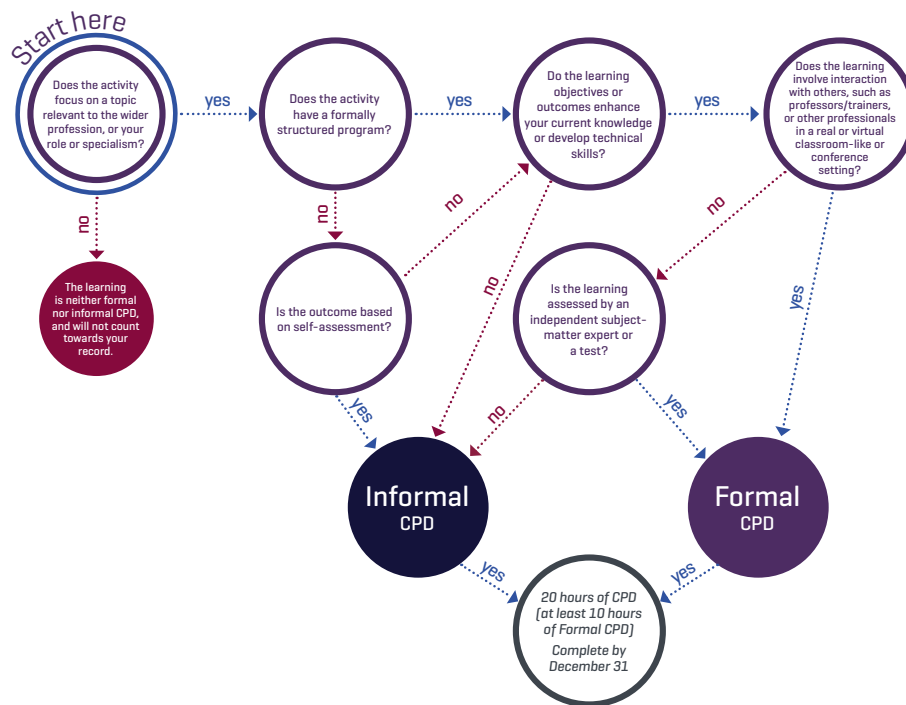 Start here
Does the activity
focus on a topic
relevant to the wider
profession, or your
role or specialism?
yes
Does the activity
have a formally
structured program?
yes
Do the learning
objectives or
outcomes enhance
your current knowledge
or develop technical
skills?
yes
Does the learning
involve interaction
with others, such as
professors/trainers,
or other professionals
in a real or virtual
classroom-like or
conference
setting?
no
no
no
no
no
yes
The learning
is neither formal
nor informal CPD,
and will not count
towards your
record.
Is the outcome based
on self-assessment?
Is the learning
assessed by an
independent subject-
matter expert or
a test?
yes
no
yes
Informal
CPD
Formal
CPD
yes
yes
20 hours of CPD
(at least 10 hours
of Formal CPD)
Complete by
December 31